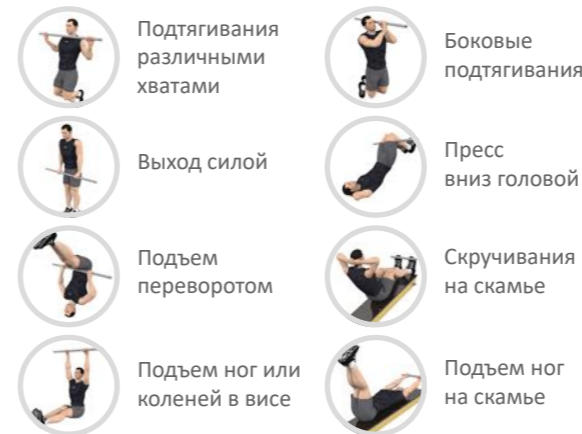 Подтягивания
различными
хватами
Боковые
подтягивания
Выход силой
Пресс
вниз головой
Подъем
переворотом
Скручивания
на скамье
Подъем ног или
коленей в висе
Подъем ног
на скамье